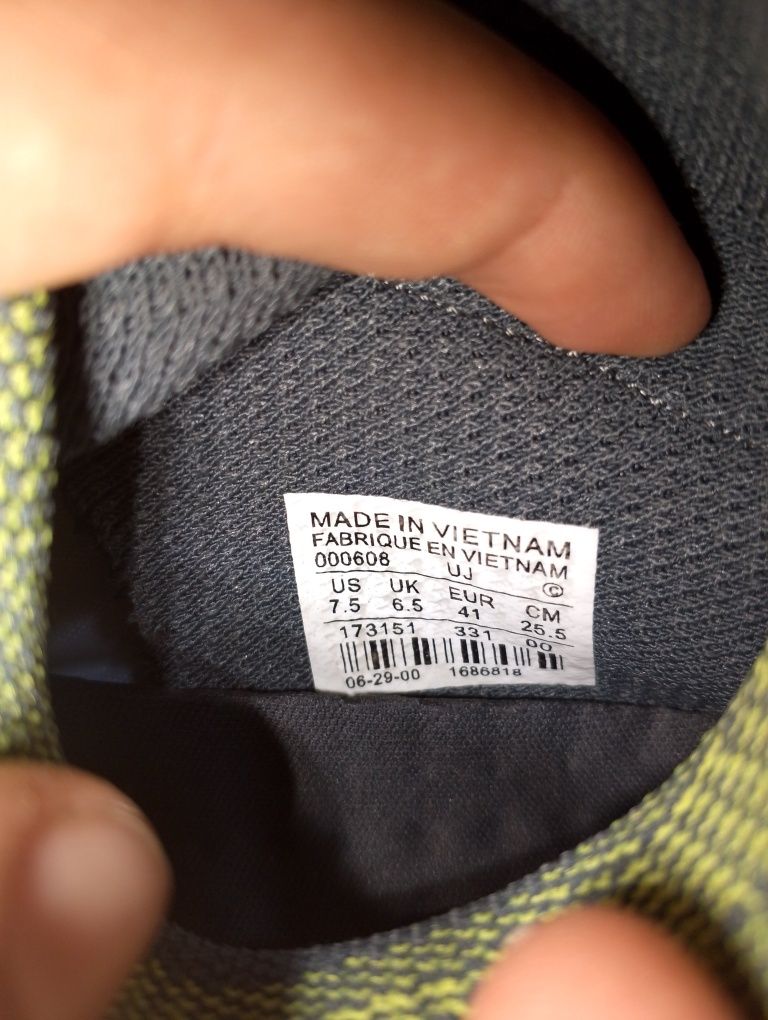 MADE IN VIETNAM
FABRIQUE EN VIETNAM
000608 UJ ©
US UK EUR CM
7.5 6.5 41 25.5
173151 331 00
06-29-00 1686818